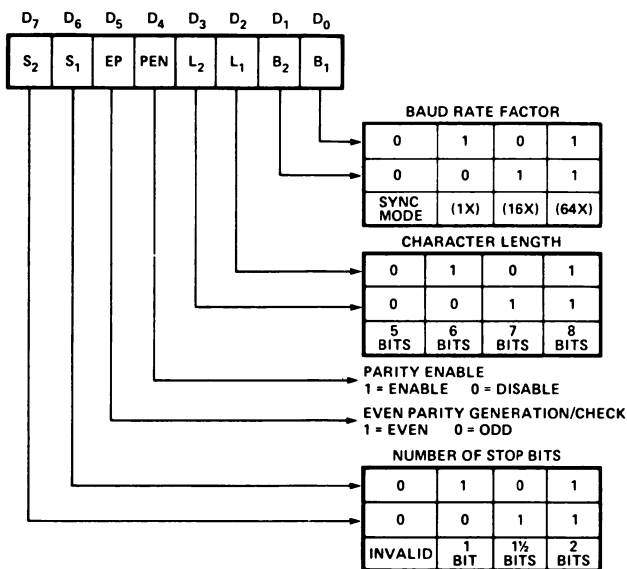 D7 D6 D5 D4 D3 D2 D1 D0
S2 S1 EP PEN L2 L1 B2 B1
BAUD RATE FACTOR
0 1 0 1
0 0 1 1
SYNC MODE (1X) (16X) (64X)
CHARACTER LENGTH
0 1 0 1
0 0 1 1
5 BITS 6 BITS 7 BITS 8 BITS
PARITY ENABLE
1 = ENABLE 0 = DISABLE
EVEN PARITY GENERATION/CHECK
1 = EVEN 0 = ODD
NUMBER OF STOP BITS
0 1 0 1
0 0 1 1
INVALID 1 BIT 1½ BITS 2 BITS